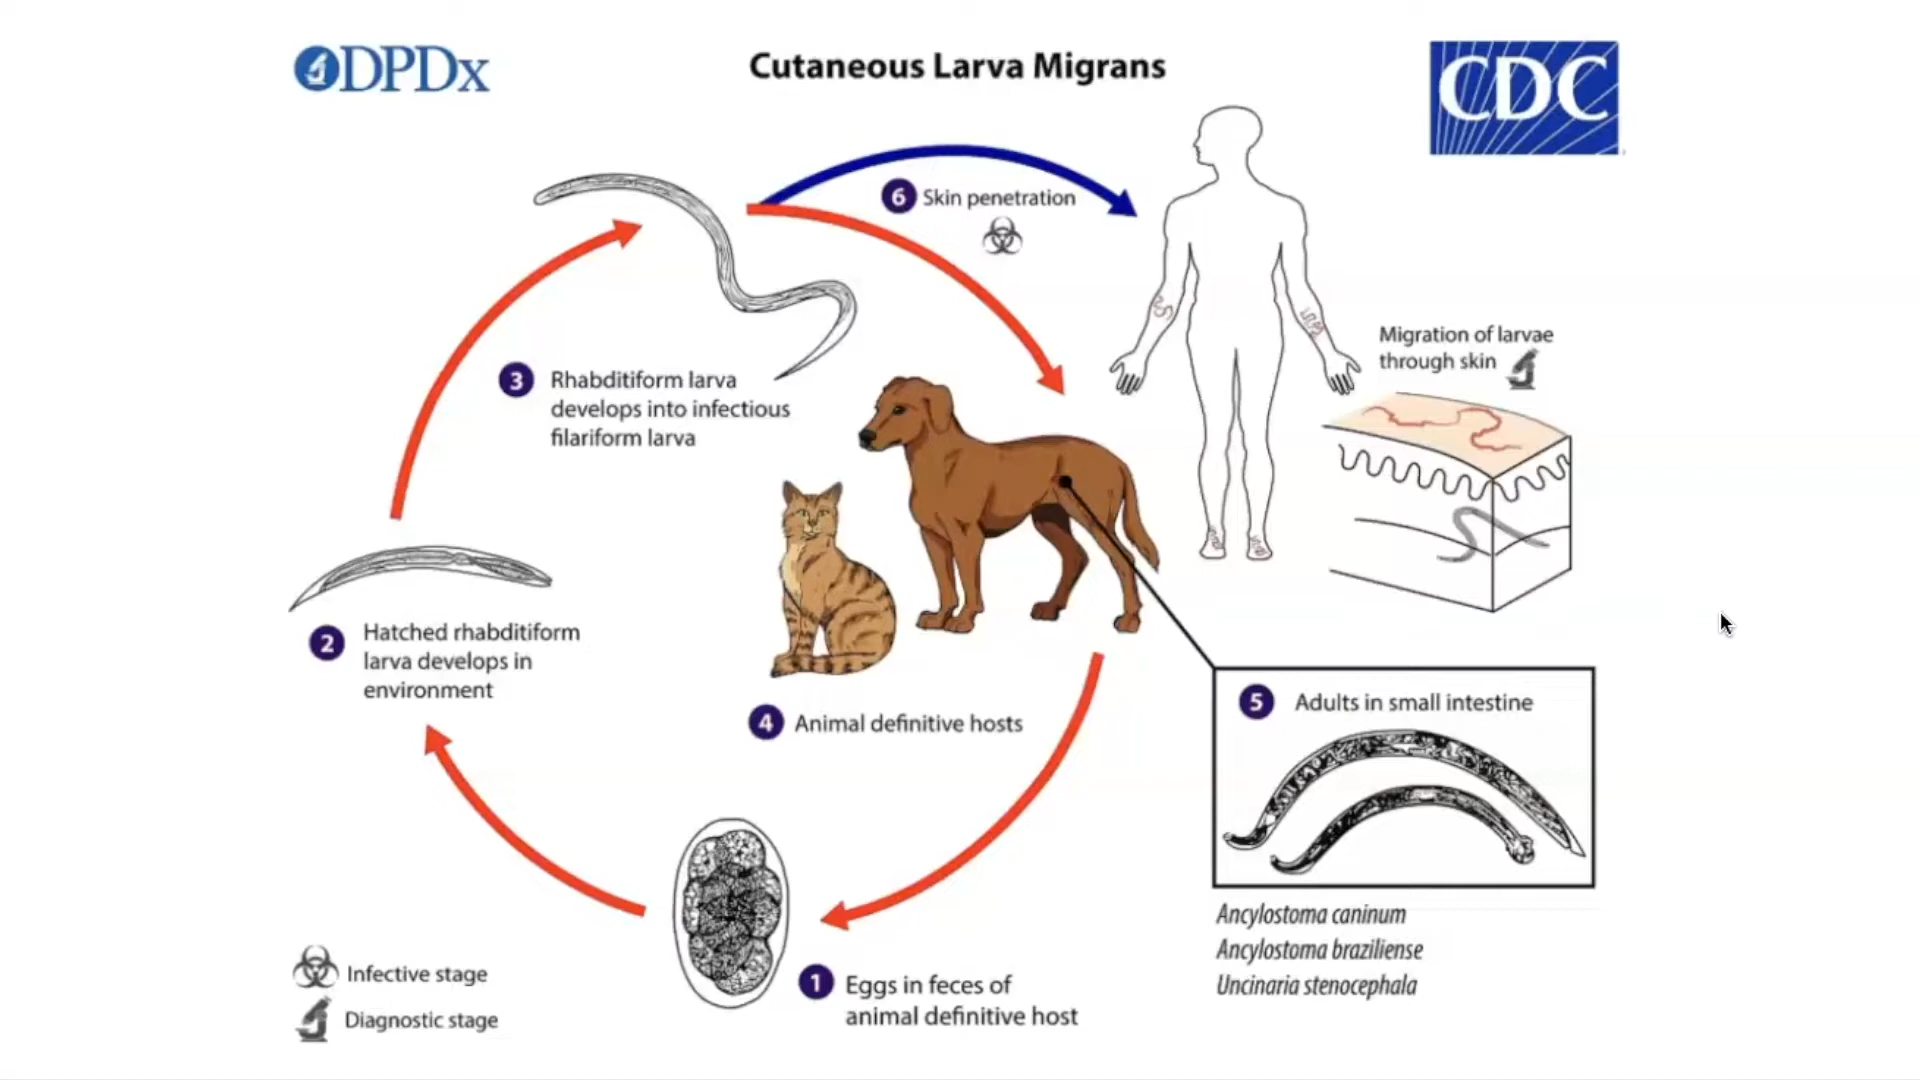 DPDx
Cutaneous Larva Migrans
CDC
6 Skin penetration
Migration of larvae
through skin
3 Rhabditiform larva
develops into infectious
filariform larva
2 Hatched rhabditiform
larva develops in
environment
4 Animal definitive hosts
5 Adults in small intestine
Ancylostoma caninum
Ancylostoma braziliense
Uncinaria stenocephala
1 Eggs in feces of
animal definitive host
Infective stage
Diagnostic stage